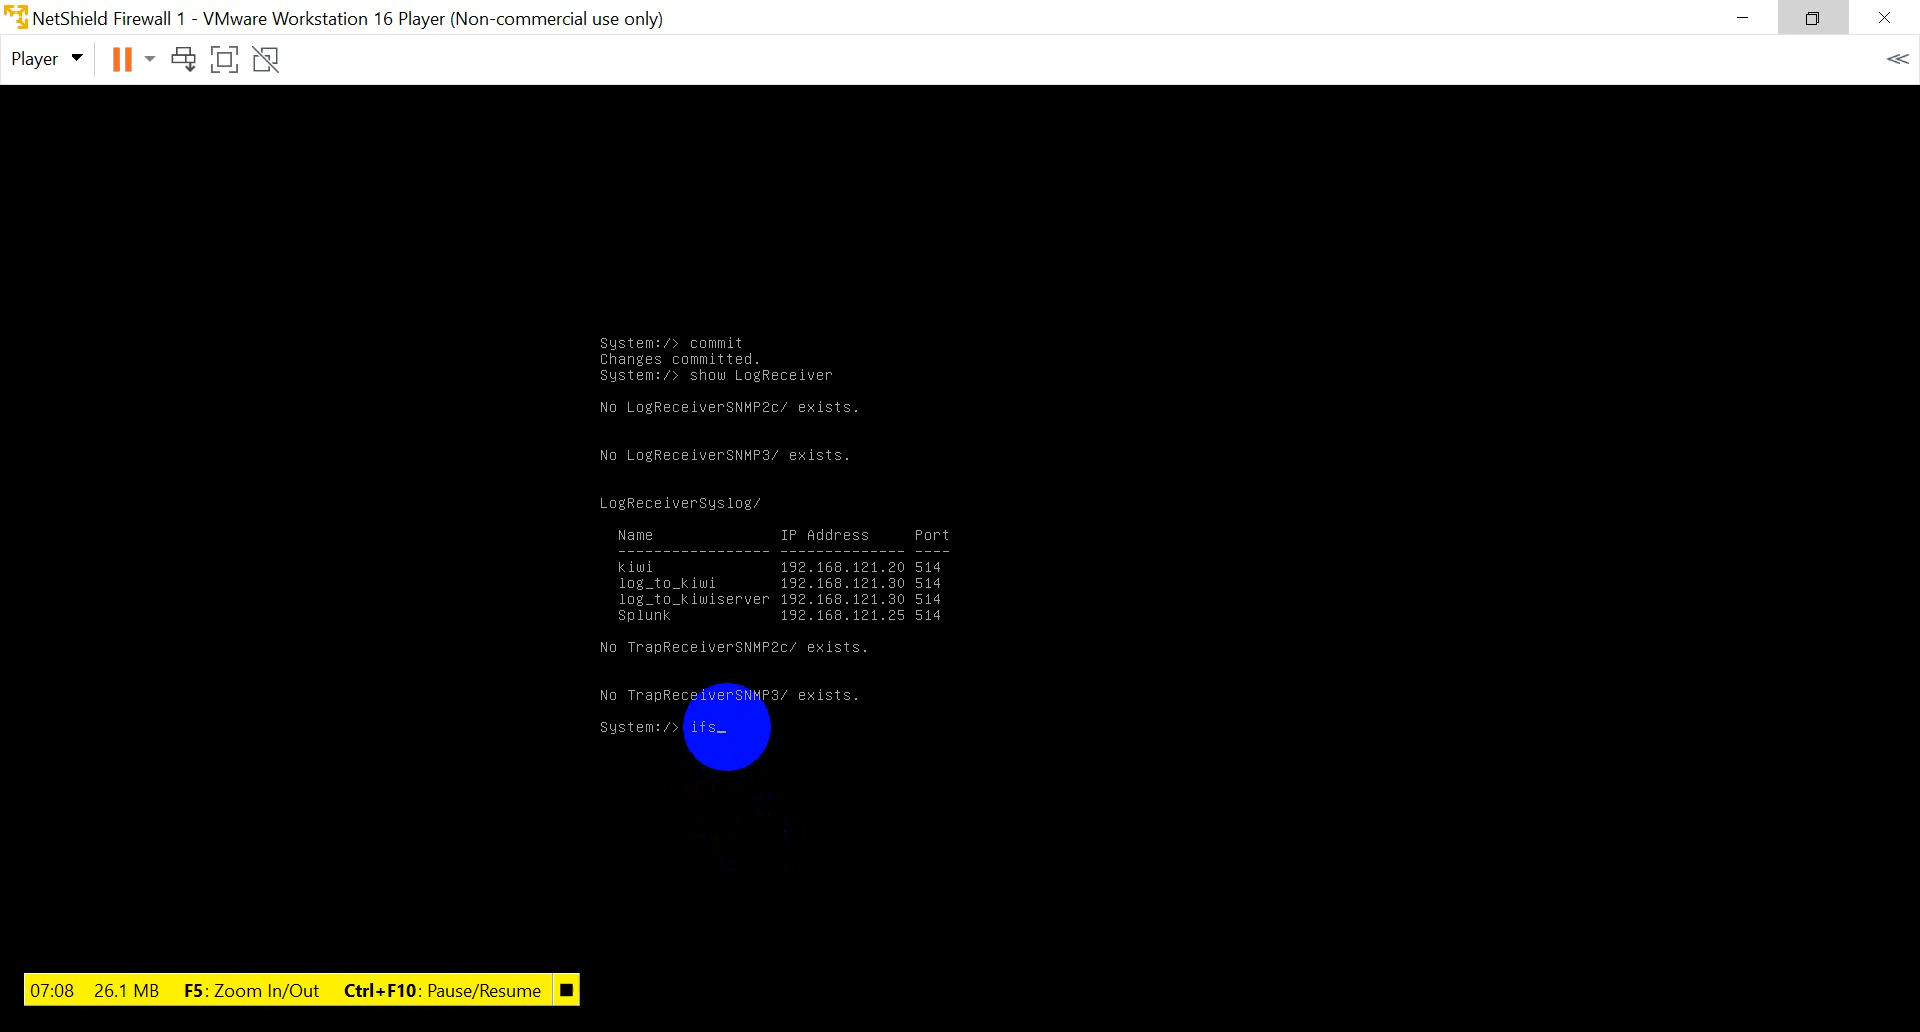 NetShield Firewall 1 - VMware Workstation 16 Player (Non-commercial use only)
Player
System:/> commit
Changes committed.
System:/> show LogReceiver
No LogReceiverSNMP2c/ exists.
No LogReceiverSNMP3/ exists.
LogReceiverSyslog/
Name IP Address Port
----------------- -------------- ----
kiwi 192.168.121.20 514
log_to_kiwi 192.168.121.30 514
log_to_kiwiserver 192.168.121.30 514
Splunk 192.168.121.25 514
No TrapReceiverSNMP2c/ exists.
No TrapReceiverSNMP3/ exists.
System:/> ifs_
07:08 26.1 MB F5: Zoom In/Out Ctrl+F10: Pause/Resume